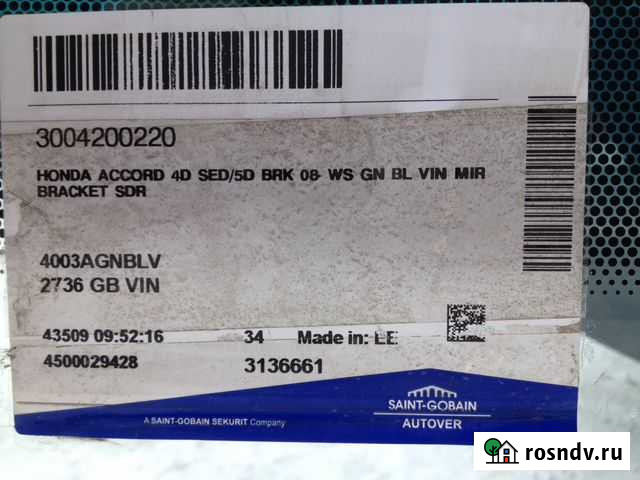 3004200220
HONDA ACCORD 4D SED/5D BRK 08- WS GN BL VIN MIR
BRACKET SDR
4003AGNBLV
2736 GB VIN
43509 09:52:16 34 Made in: EE
4500029428 3136661
A SAINT-GOBAIN SEKURIT Company
SAINT-GOBAIN
AUTOVER
rosndv.ru